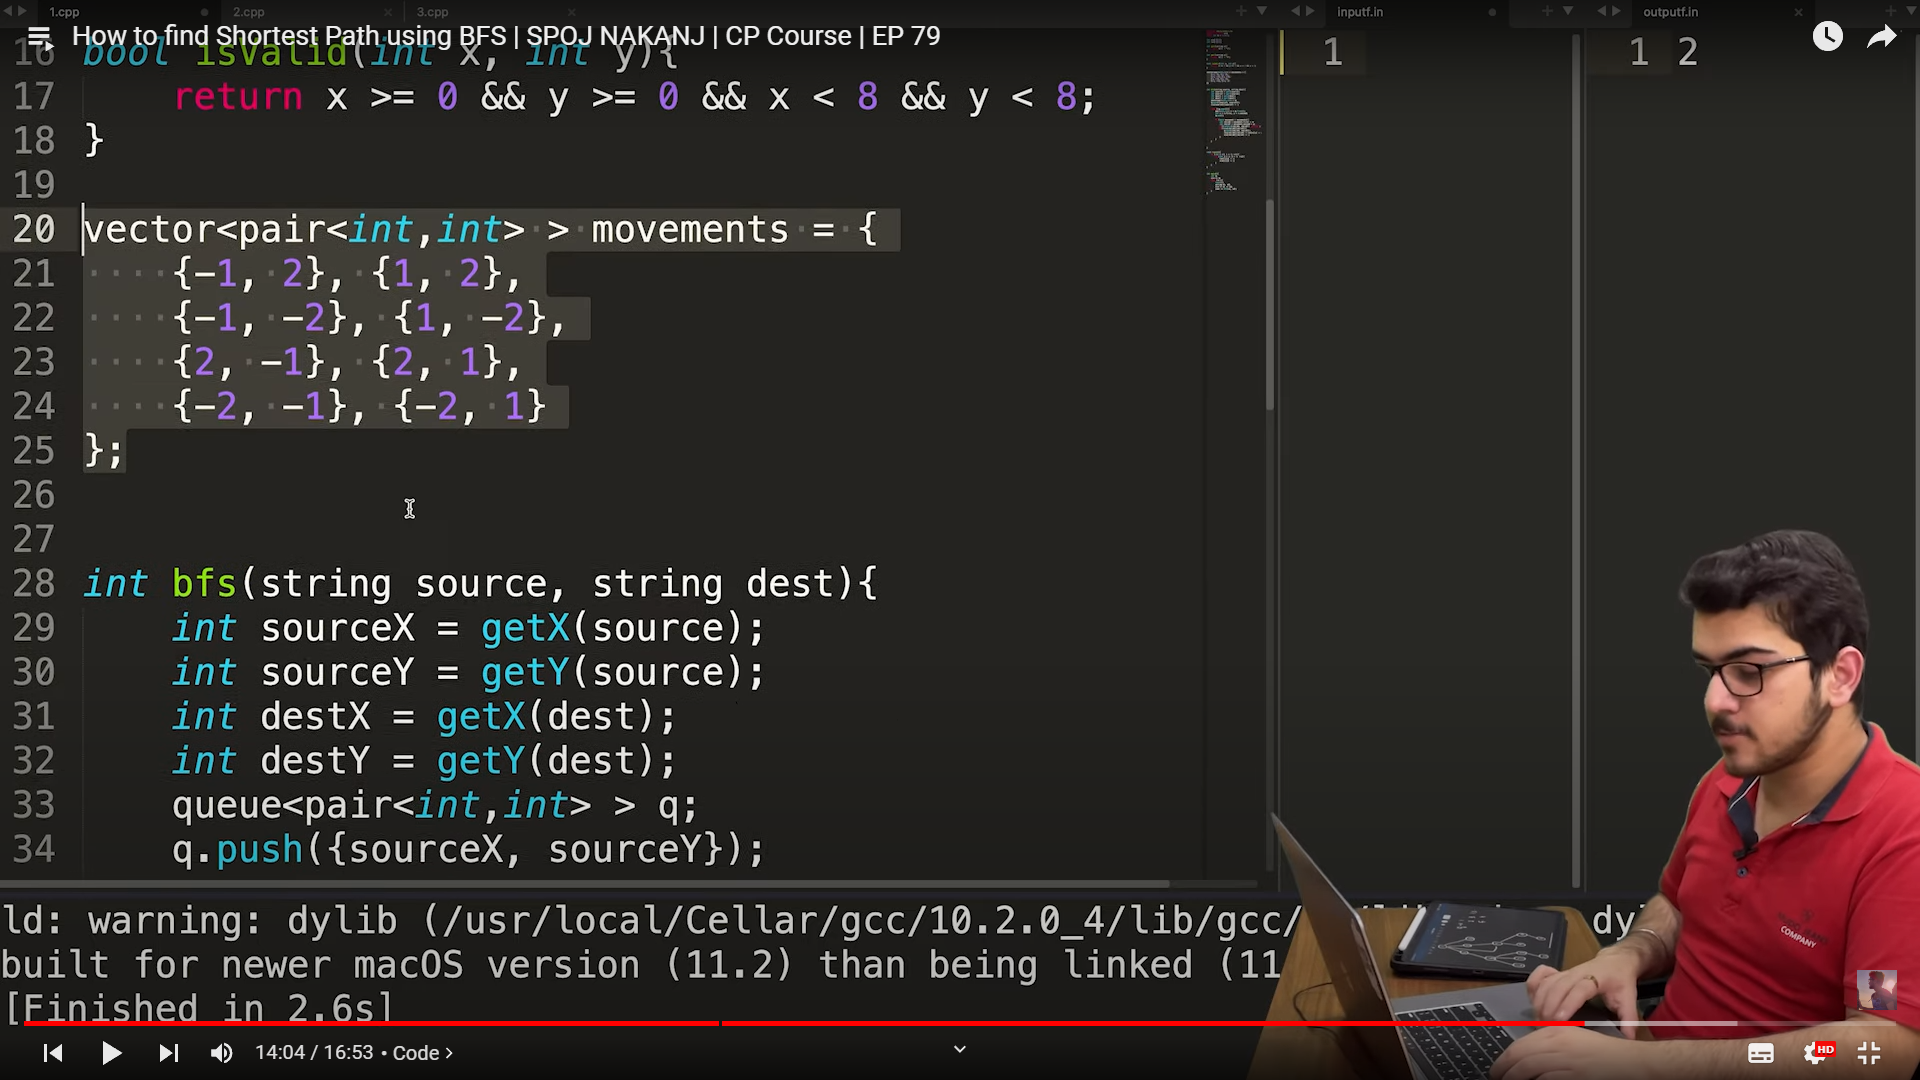 1.cpp
2.cpp
3.cpp
inputf.in
outputf.in
How to find Shortest Path using BFS | SPOJ NAKANJ | CP Course | EP 79
16 bool isValid(int x, int y){
17 return x >= 0 && y >= 0 && x < 8 && y < 8;
18 }
19
20 vector<pair<int,int> > movements = {
21 {-1, 2}, {1, 2},
22 {-1, -2}, {1, -2},
23 {2, -1}, {2, 1},
24 {-2, -1}, {-2, 1}
25 };
26
27
28 int bfs(string source, string dest){
29 int sourceX = getX(source);
30 int sourceY = getY(source);
31 int destX = getX(dest);
32 int destY = getY(dest);
33 queue<pair<int,int> > q;
34 q.push({sourceX, sourceY});
1
1 2
ld: warning: dylib (/usr/local/Cellar/gcc/10.2.0_4/lib/gcc/ dy
built for newer macOS version (11.2) than being linked (11
[Finished in 2.6s]
COMPANY
14:04 / 16:53 • Code >
HD